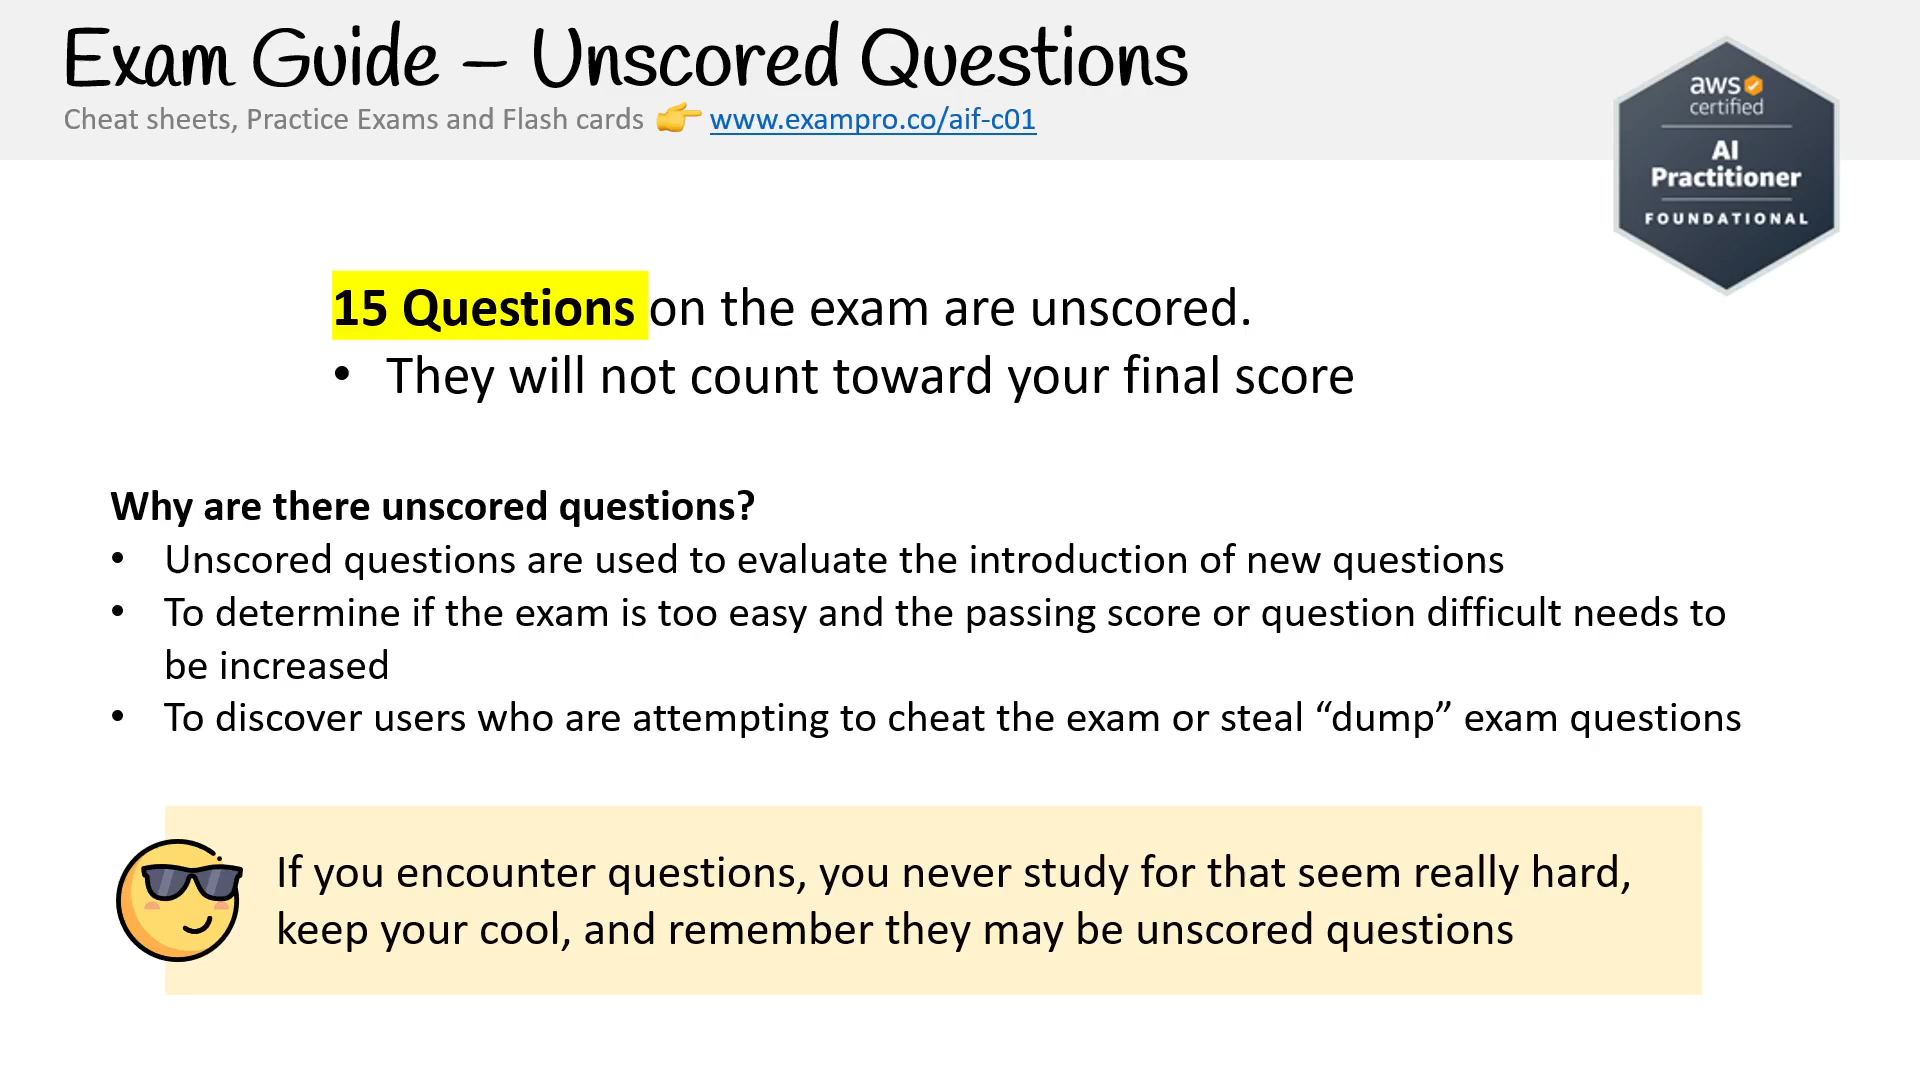 Exam Guide – Unscored Questions
Cheat sheets, Practice Exams and Flash cards 👉 www.exampro.co/aif-c01
aws
certified
AI
Practitioner
FOUNDATIONAL
15 Questions on the exam are unscored.
• They will not count toward your final score
Why are there unscored questions?
• Unscored questions are used to evaluate the introduction of new questions
• To determine if the exam is too easy and the passing score or question difficult needs to
be increased
• To discover users who are attempting to cheat the exam or steal “dump” exam questions
If you encounter questions, you never study for that seem really hard,
keep your cool, and remember they may be unscored questions